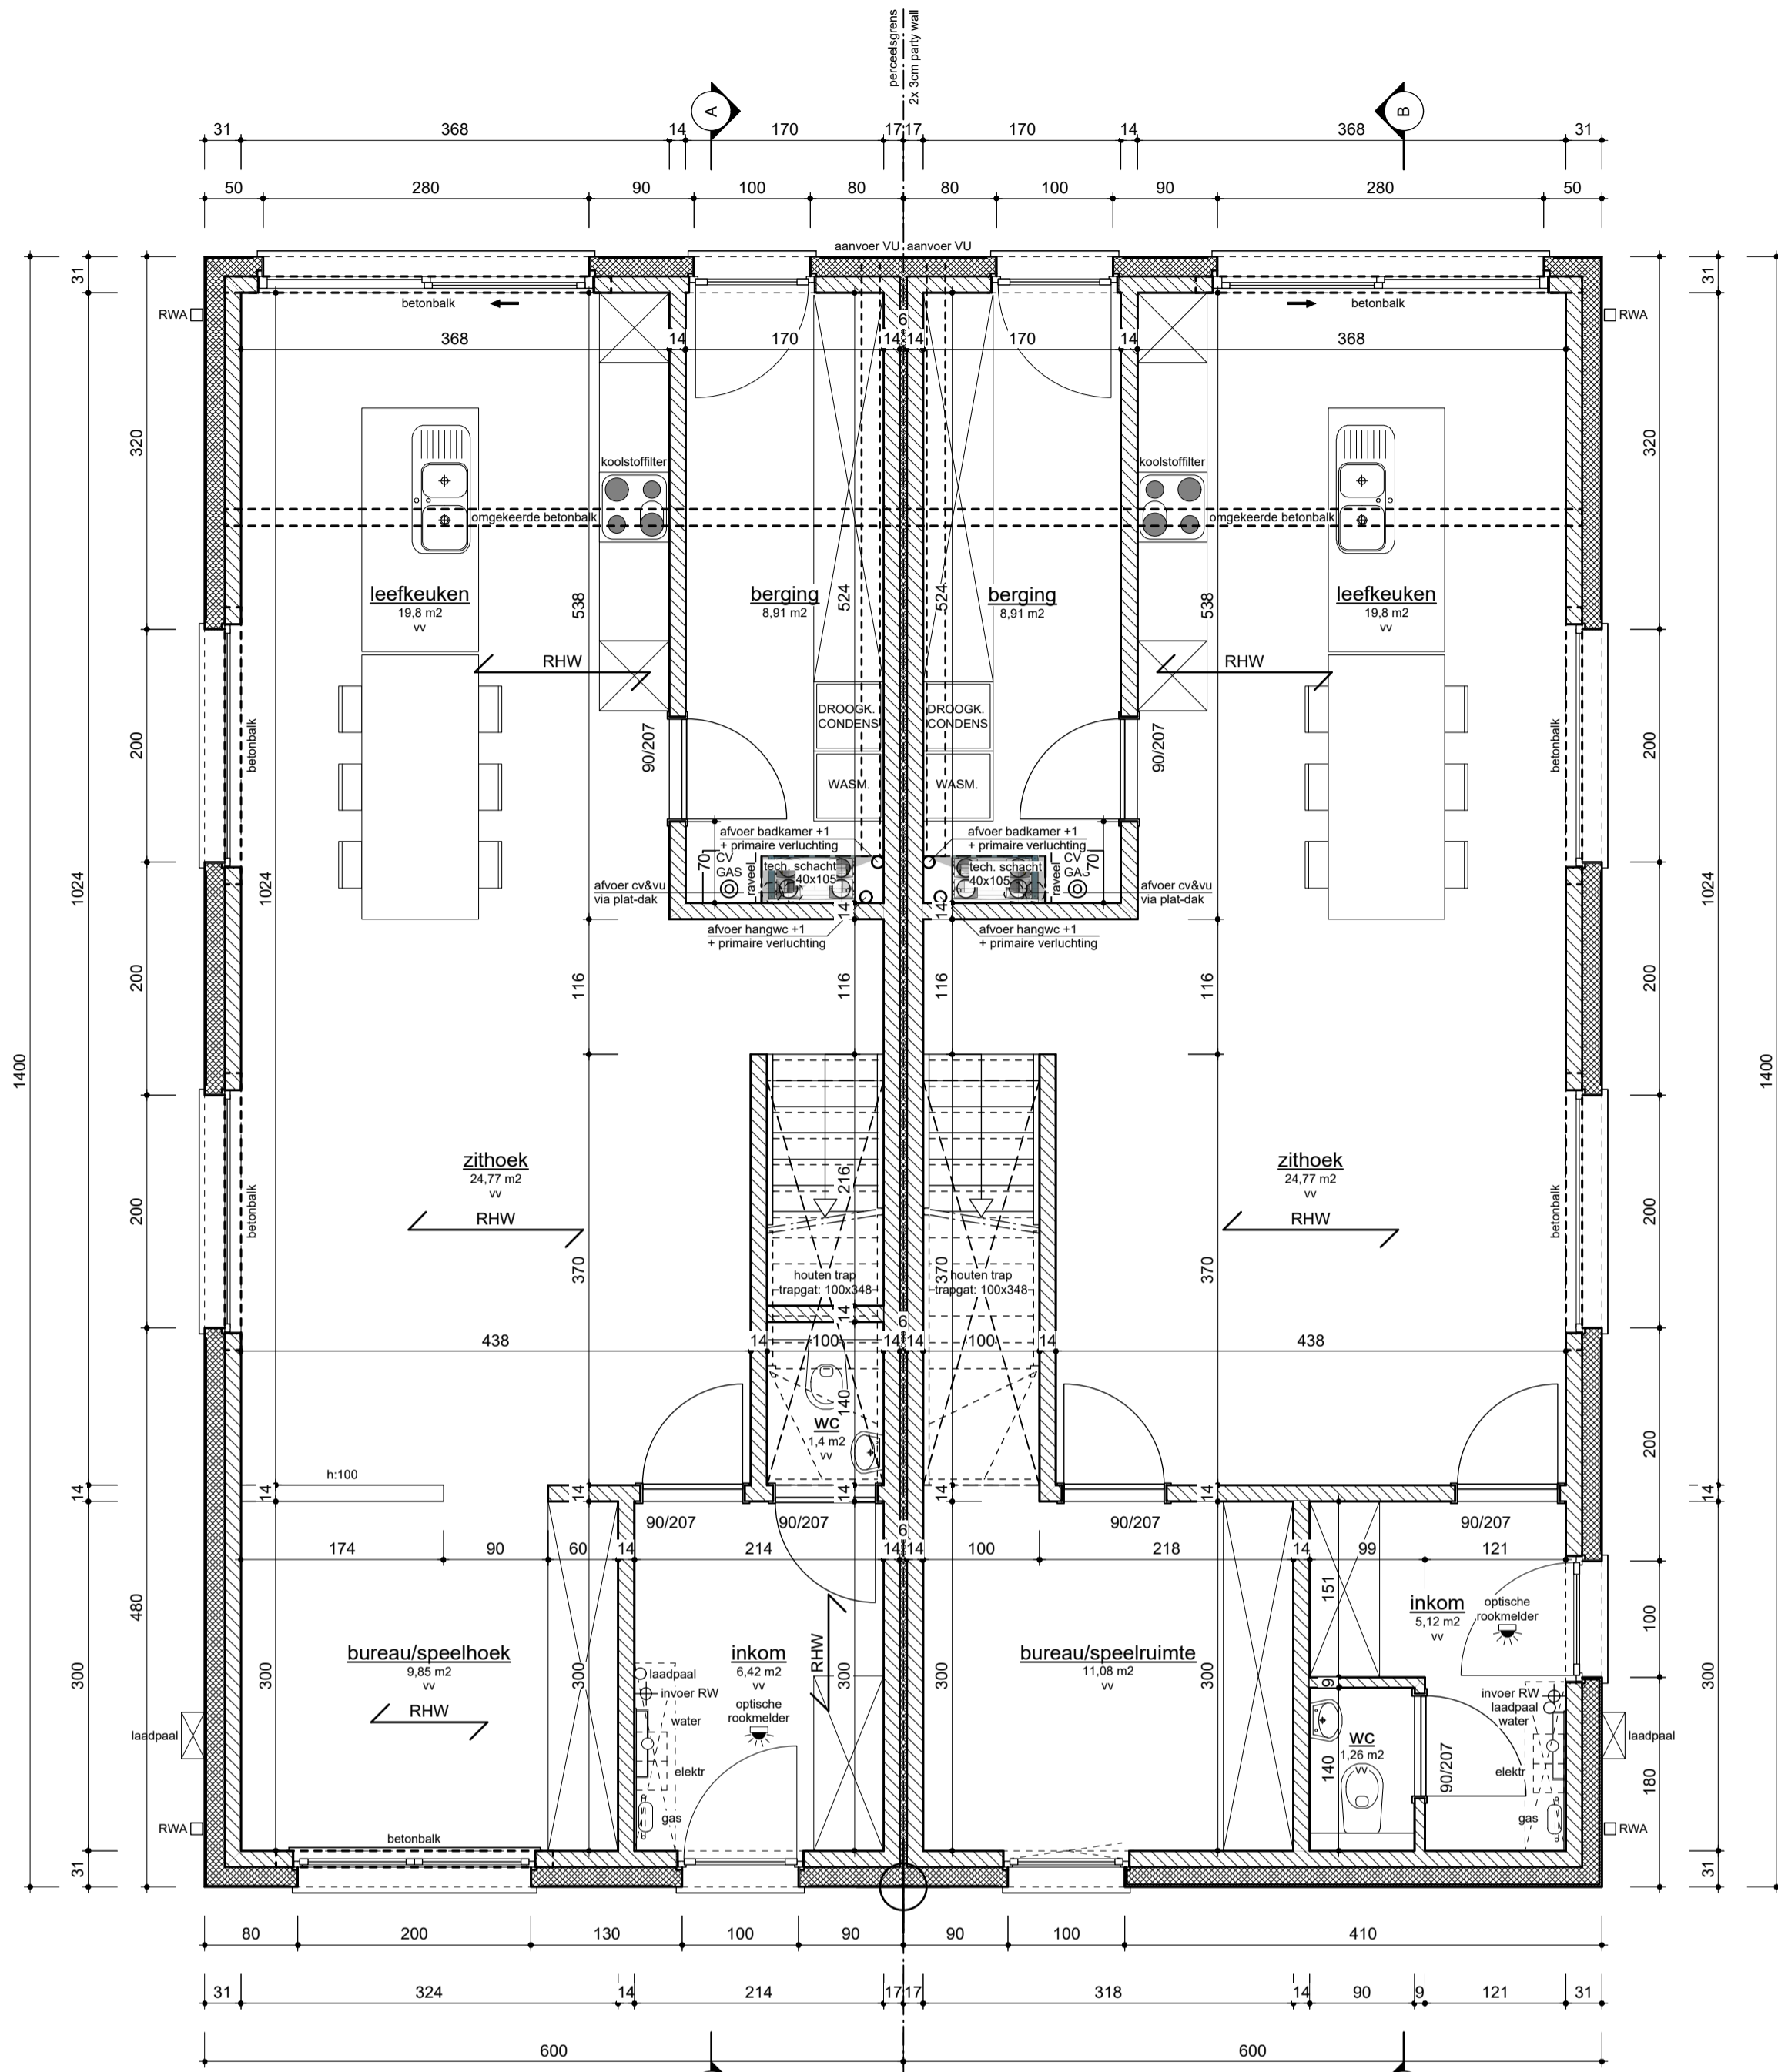 perceelsgrens
2x 3cm party wall
A
B
31 368 14 170 17 17 170 14 368 31
50 280 90 100 80 80 100 90 280 50
aanvoer VU aanvoer VU
31 betonbalk betonbalk 31
RWA RWA
6
368 14 170 14 14 170 14 368
320 320
koolstoffilter koolstoffilter
omgekeerde betonbalk omgekeerde betonbalk
leefkeuken berging berging leefkeuken
19,8 m2 8,91 m2 8,91 m2 19,8 m2
vv vv
538 524 524 538
RHW RHW
DROOGK. DROOGK.
CONDENS CONDENS
200 betonbalk 90/207 90/207 betonbalk 200
WASM. WASM.
afvoer badkamer +1 afvoer badkamer +1
+ primaire verluchting + primaire verluchting
70 CV GAS raveel tech. schacht 40x105
tech. schacht 40x105 raveel CV GAS 70
afvoer cv&vu afvoer cv&vu
via plat-dak via plat-dak
1024 1024 1024
14 14
afvoer hangwc +1 afvoer hangwc +1
+ primaire verluchting + primaire verluchting
200 116 116 116 116 200
1400 1400
zithoek zithoek
24,77 m2 24,77 m2
vv vv
216
200 betonbalk RHW RHW betonbalk 200
370 370 370
houten trap houten trap
trapgat: 100x348 trapgat: 100x348
14 6
438 14 100 14 14 100 14 438
140
wc
1,4 m2
vv
200
h:100
14 14 14 14 14 14 14
90/207 90/207 90/207 90/207
6
174 90 60 14 214 14 14 100 218 14 99 121
480 151 100
inkom
5,12 m2
vv
optische
rookmelder
bureau/speelhoek inkom bureau/speelruimte
9,85 m2 6,42 m2 11,08 m2
vv vv vv
300 300 300 300 300 300 300
RHW RHW
9
laadpaal
invoer RW
water
elektr
gas
optische
rookmelder
invoer RW
laadpaal
water
elektr
gas
wc
1,26 m2
vv
140 90/207 180
laadpaal laadpaal
RWA RWA
betonbalk
31 31
80 200 130 100 90 90 100 410
31 324 14 214 17 17 318 14 90 9 121 31
600 600